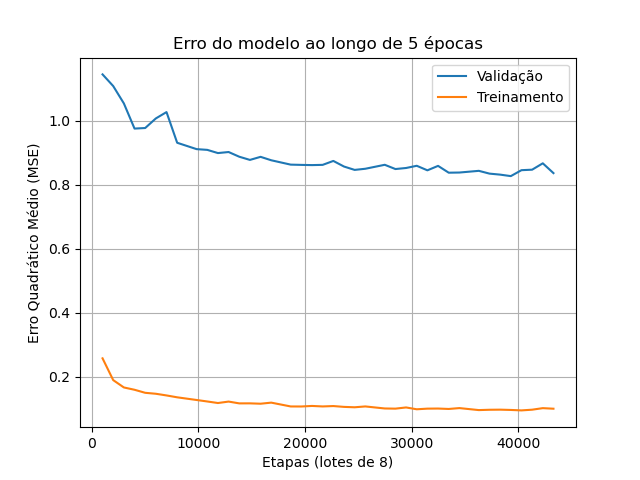 Erro do modelo ao longo de 5 épocas
Validação
Treinamento
Erro Quadrático Médio (MSE)
1.0
0.8
0.6
0.4
0.2
0 10000 20000 30000 40000
Etapas (lotes de 8)